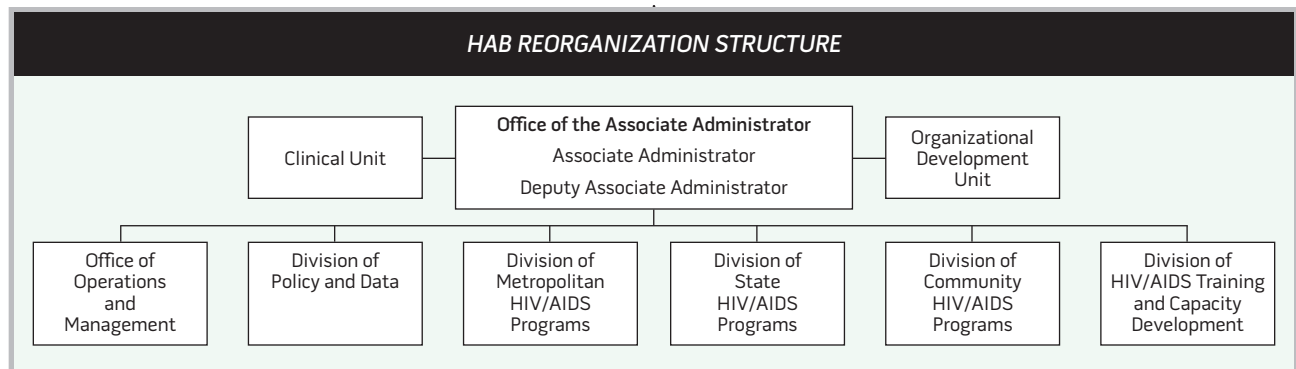 HAB REORGANIZATION STRUCTURE
Clinical Unit
Office of the Associate Administrator
Associate Administrator
Deputy Associate Administrator
Organizational
Development
Unit
Office of
Operations
and
Management
Division of
Policy and Data
Division of
Metropolitan
HIV/AIDS
Programs
Division of
State
HIV/AIDS
Programs
Division of
Community
HIV/AIDS
Programs
Division of
HIV/AIDS Training
and Capacity
Development